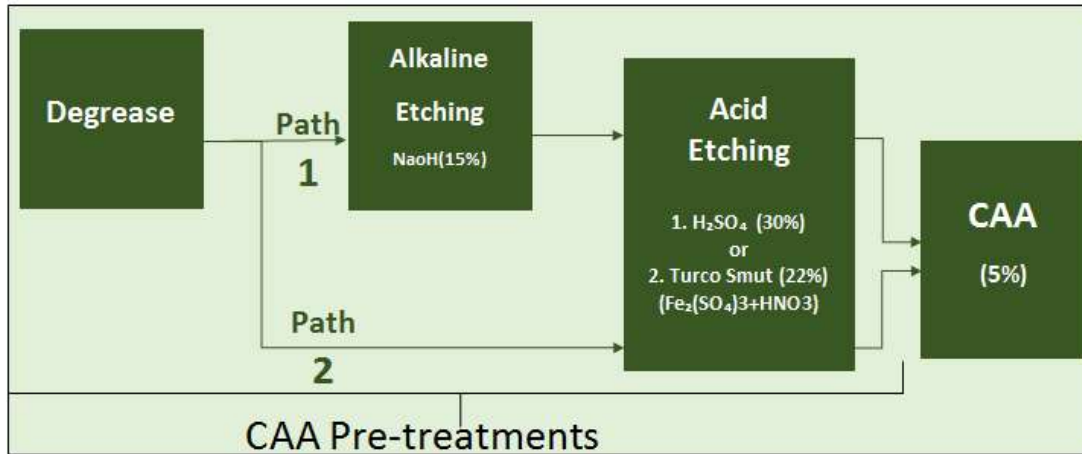 Degrease
Path
1
Alkaline
Etching
NaoH(15%)
Acid
Etching
1. H₂SO₄ (30%)
or
2. Turco Smut (22%)
(Fe₂(SO₄)3+HNO3)
CAA
(5%)
Path
2
CAA Pre-treatments